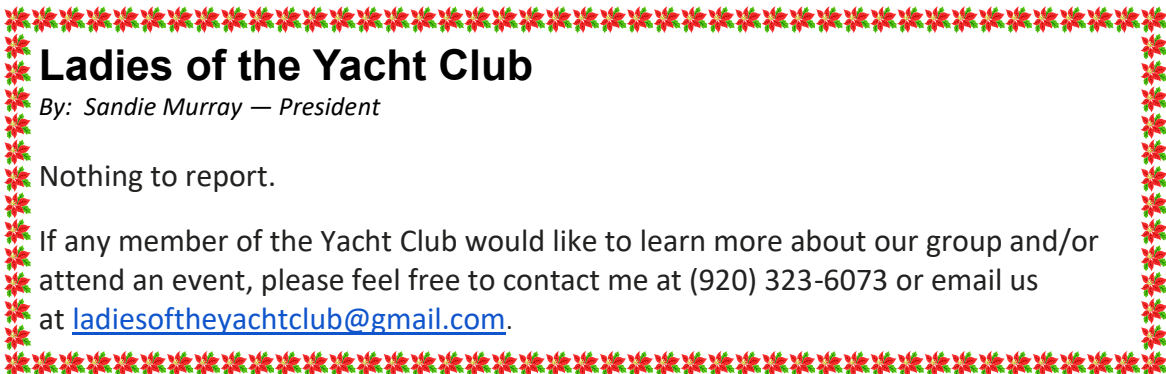 Ladies of the Yacht Club
By:  Sandie Murray — President
Nothing to report.
If any member of the Yacht Club would like to learn more about our group and/or
attend an event, please feel free to contact me at (920) 323-6073 or email us
at ladiesoftheyachtclub@gmail.com.